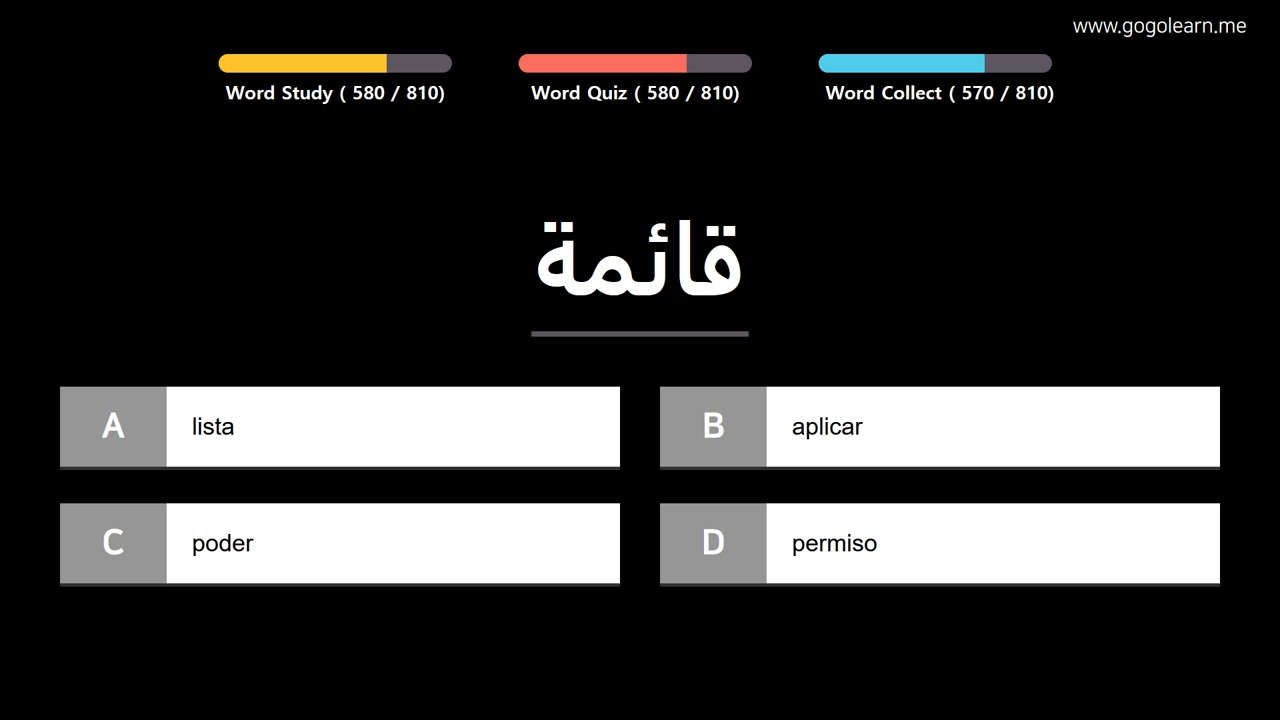 www.gogolearn.me
Word Study ( 580 / 810)
Word Quiz ( 580 / 810)
Word Collect ( 570 / 810)
قائمة
A
lista
B
aplicar
C
poder
D
permiso